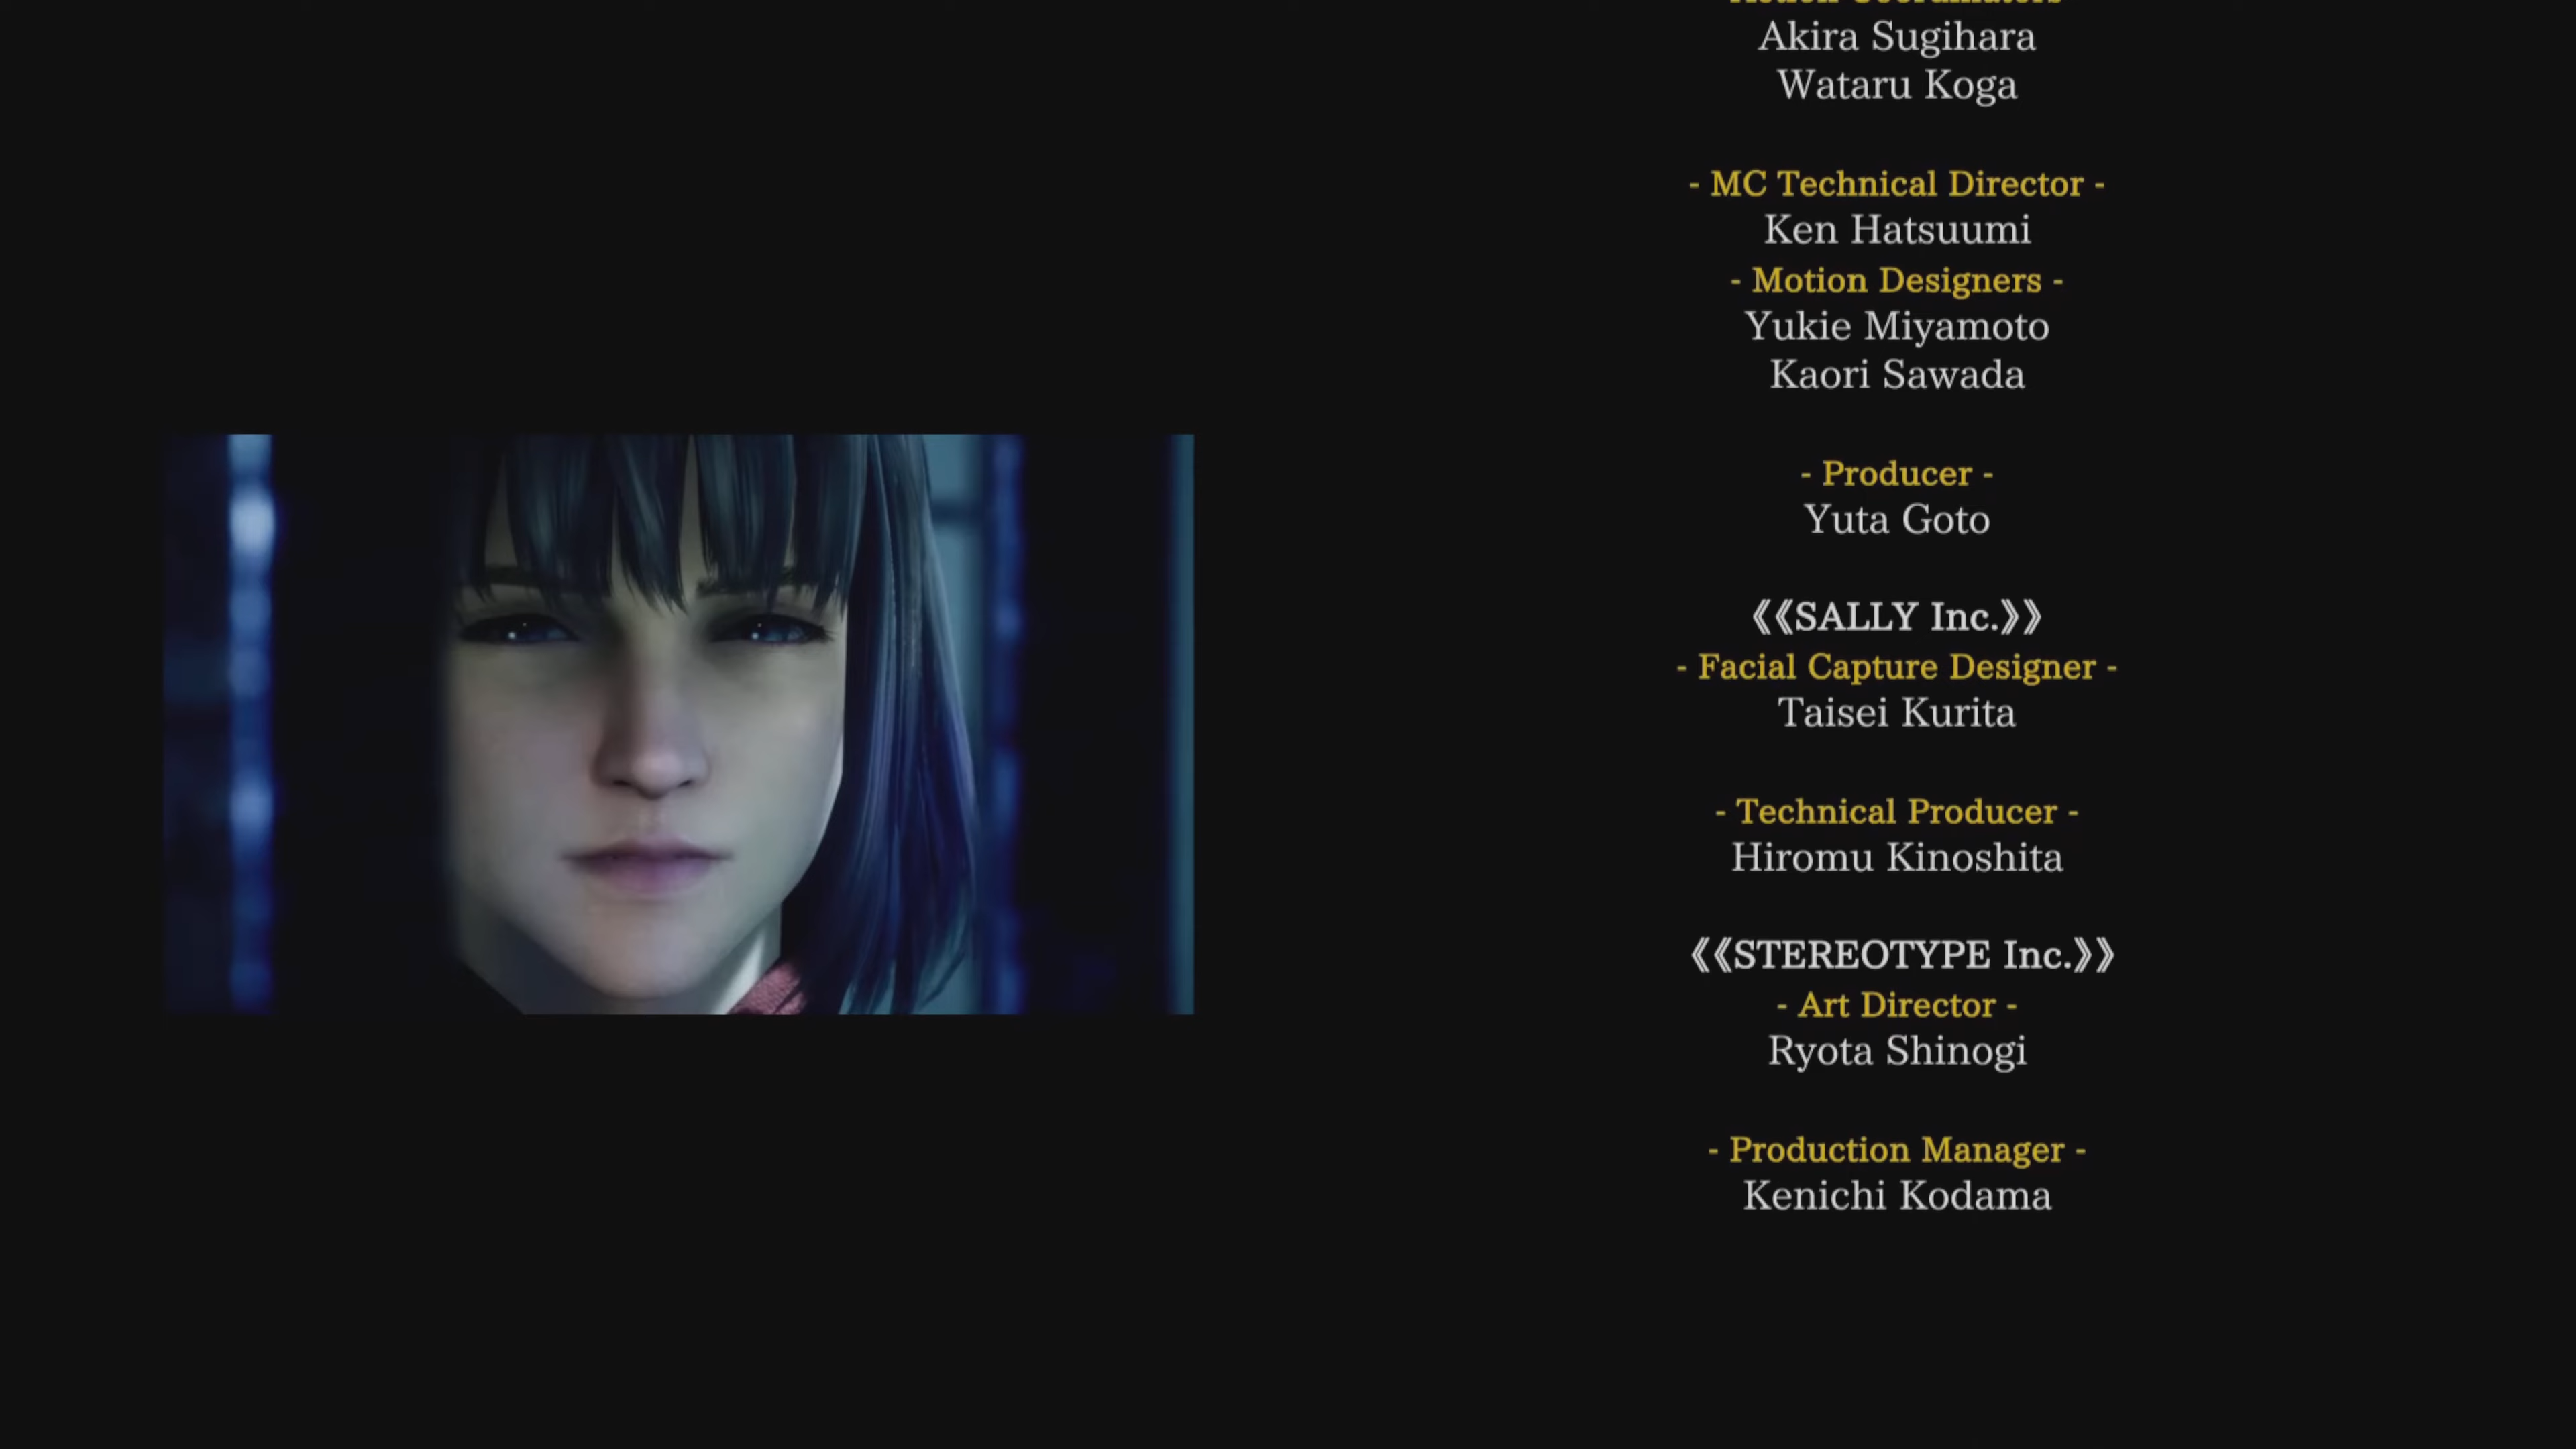 - Action Coordinators -
Akira Sugihara
Wataru Koga
- MC Technical Director -
Ken Hatsuumi
- Motion Designers -
Yukie Miyamoto
Kaori Sawada
- Producer -
Yuta Goto
《《SALLY Inc.》》
- Facial Capture Designer -
Taisei Kurita
- Technical Producer -
Hiromu Kinoshita
《《STEREOTYPE Inc.》》
- Art Director -
Ryota Shinogi
- Production Manager -
Kenichi Kodama